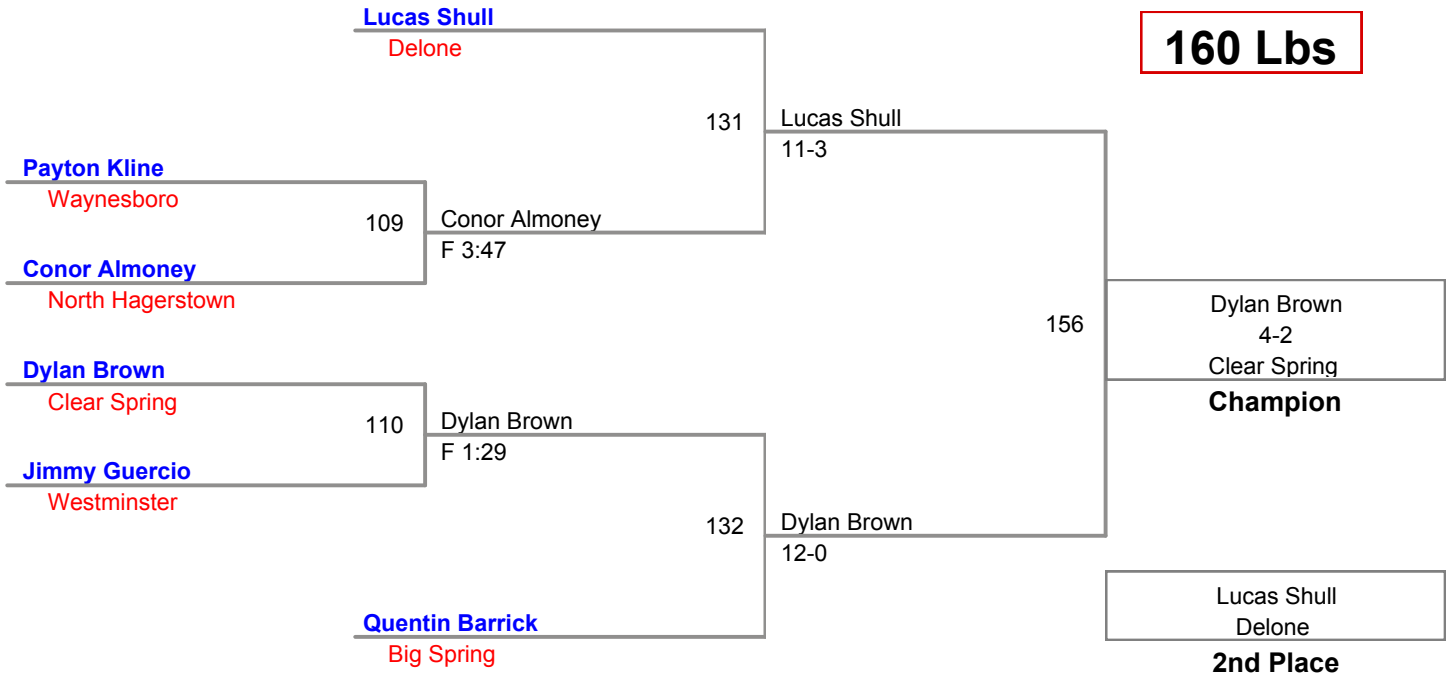 Lucas Shull
Delone
160 Lbs
131
Lucas Shull
11-3
Payton Kline
Waynesboro
109
Conor Almoney
F 3:47
Conor Almoney
North Hagerstown
156
Dylan Brown
4-2
Clear Spring
Champion
Dylan Brown
Clear Spring
110
Dylan Brown
F 1:29
Jimmy Guercio
Westminster
132
Dylan Brown
12-0
Quentin Barrick
Big Spring
Lucas Shull
Delone
2nd Place